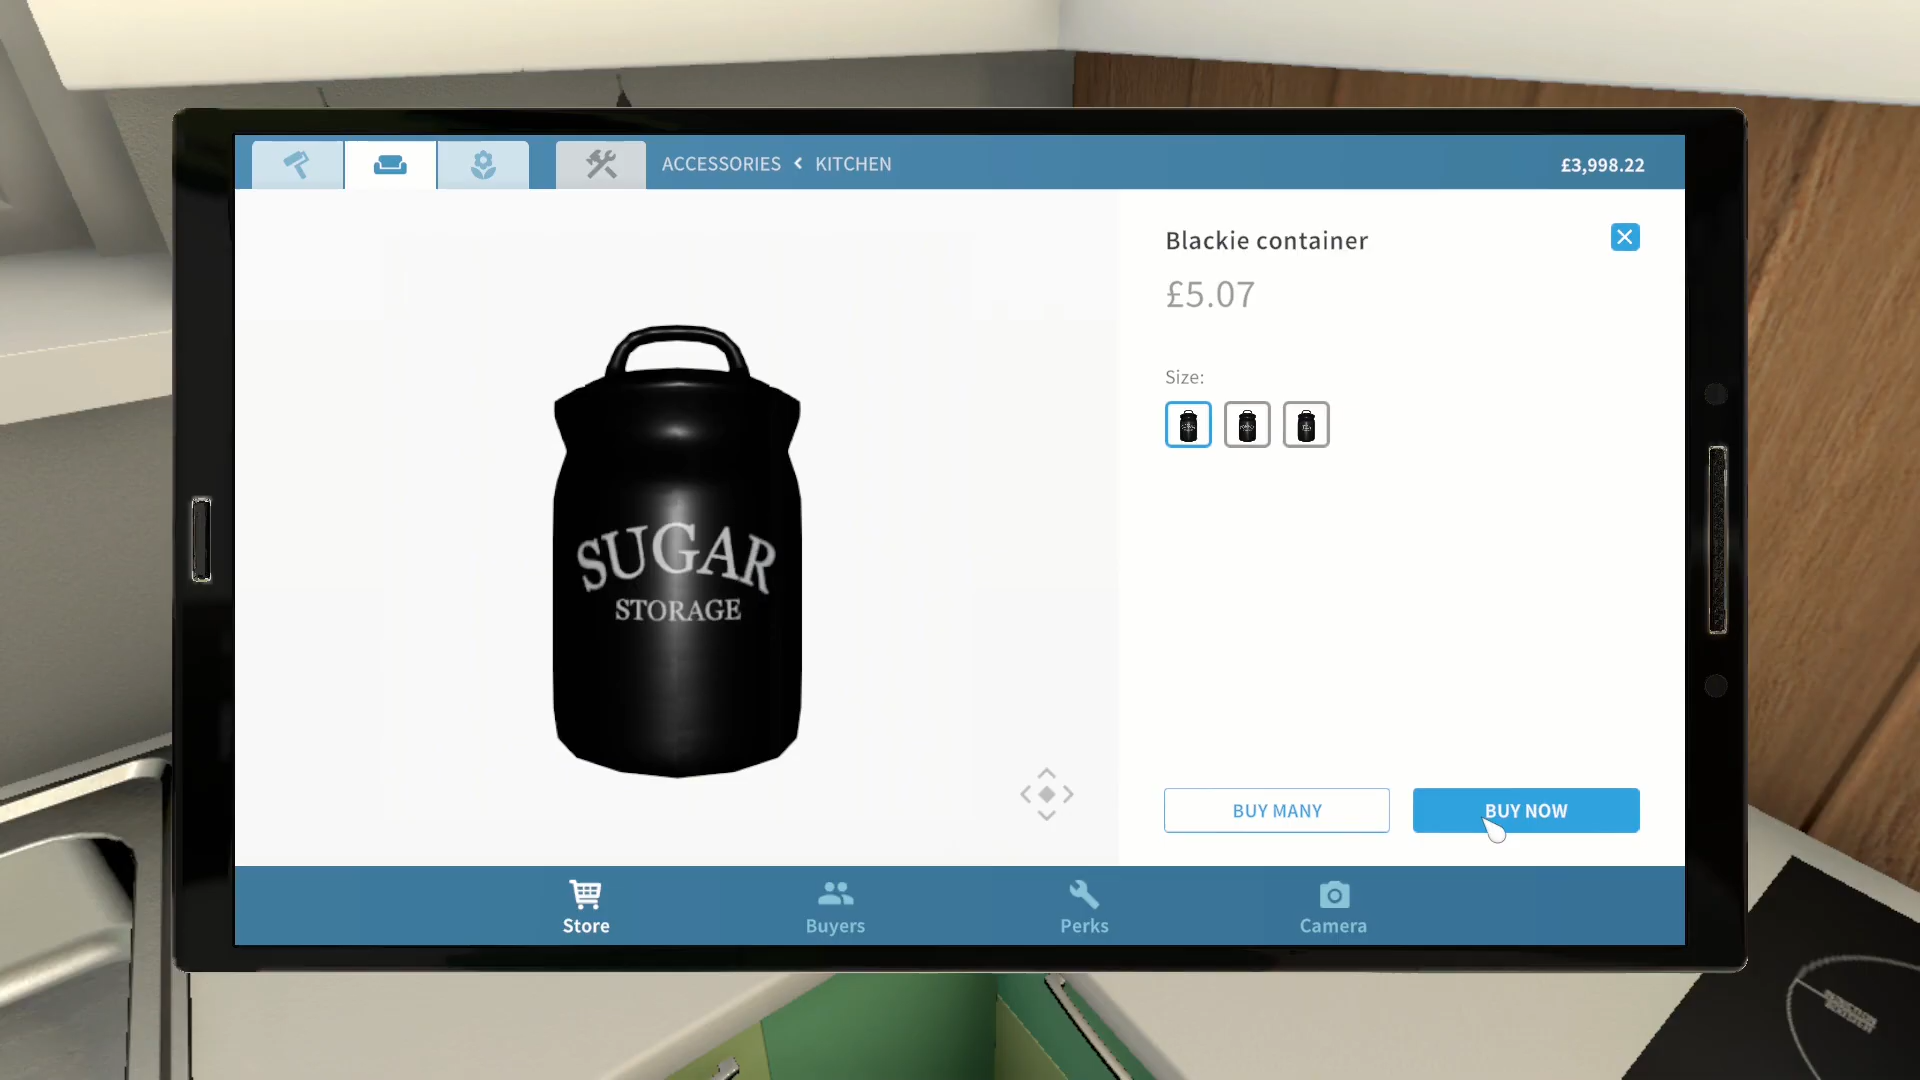 ACCESSORIES < KITCHEN
£3,998.22
Blackie container
£5.07
Size:
SUGAR
STORAGE
BUY MANY
BUY NOW
Store
Buyers
Perks
Camera